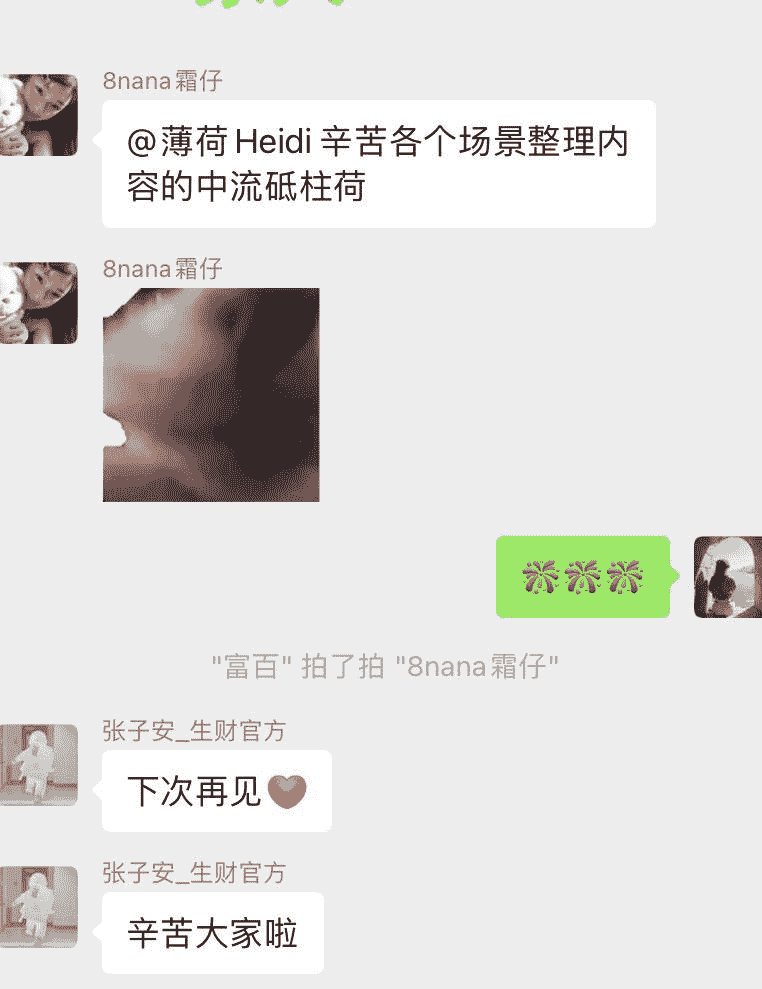 8nana霜仔
@薄荷Heidi 辛苦各个场景整理内
容的中流砥柱荷
8nana霜仔
🎆🎆🎆
"富百" 拍了拍 "8nana霜仔"
张子安_生财官方
下次再见❤️
张子安_生财官方
辛苦大家啦